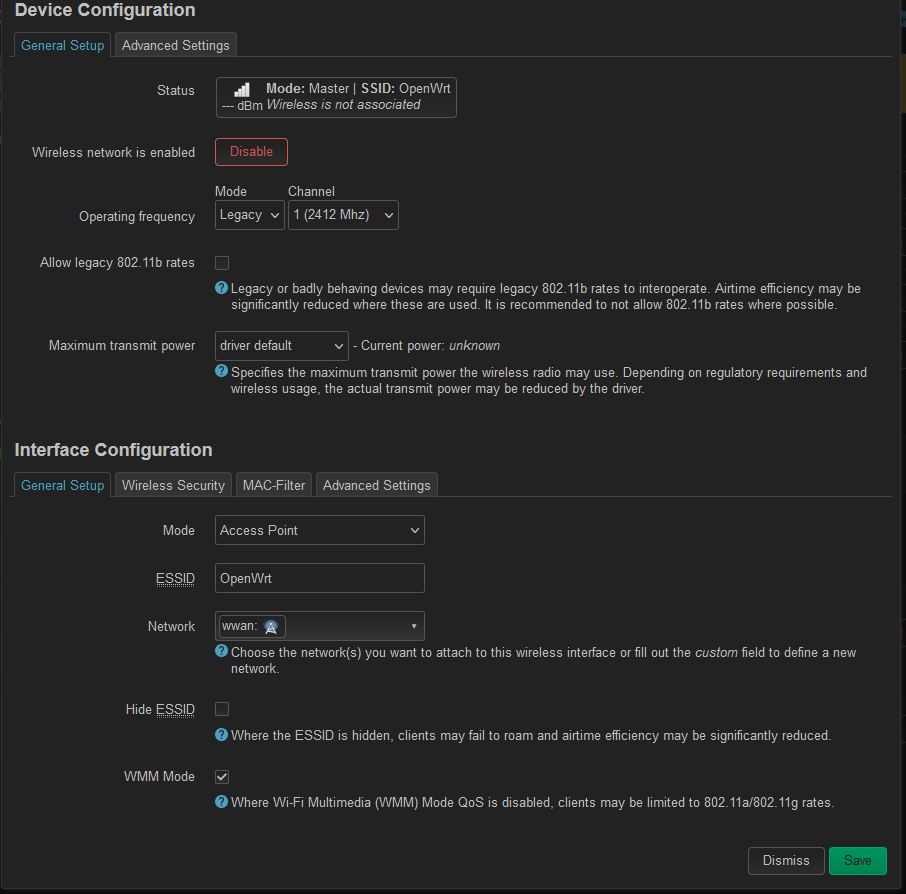 Device Configuration
General Setup
Advanced Settings
Status
Mode: Master | SSID: OpenWrt
--- dBm Wireless is not associated
Wireless network is enabled
Disable
Mode
Channel
Operating frequency
Legacy
1 (2412 Mhz)
Allow legacy 802.11b rates
Legacy or badly behaving devices may require legacy 802.11b rates to interoperate. Airtime efficiency may be
significantly reduced where these are used. It is recommended to not allow 802.11b rates where possible.
Maximum transmit power
driver default
- Current power: unknown
Specifies the maximum transmit power the wireless radio may use. Depending on regulatory requirements and
wireless usage, the actual transmit power may be reduced by the driver.
Interface Configuration
General Setup
Wireless Security
MAC-Filter
Advanced Settings
Mode
Access Point
ESSID
OpenWrt
Network
wwan:
Choose the network(s) you want to attach to this wireless interface or fill out the custom field to define a new
network.
Hide ESSID
Where the ESSID is hidden, clients may fail to roam and airtime efficiency may be significantly reduced.
WMM Mode
Where Wi-Fi Multimedia (WMM) Mode QoS is disabled, clients may be limited to 802.11a/802.11g rates.
Dismiss
Save